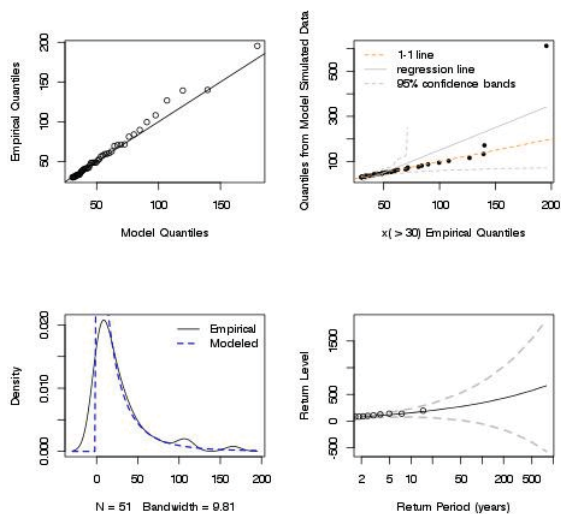 Empirical Quantiles
50 100 150 200
50 100 150
Model Quantiles
Quantiles from Model Simulated Data
100 300 500
1-1 line
regression line
95% confidence bands
50 100 150 200
x( > 30) Empirical Quantiles
Density
0.000 0.010 0.020
Empirical
Modeled
0 50 100 150 200
N = 51 Bandwidth = 9.81
Return Level
-500 0 500 1500
2 5 10 50 200 500
Return Period (years)